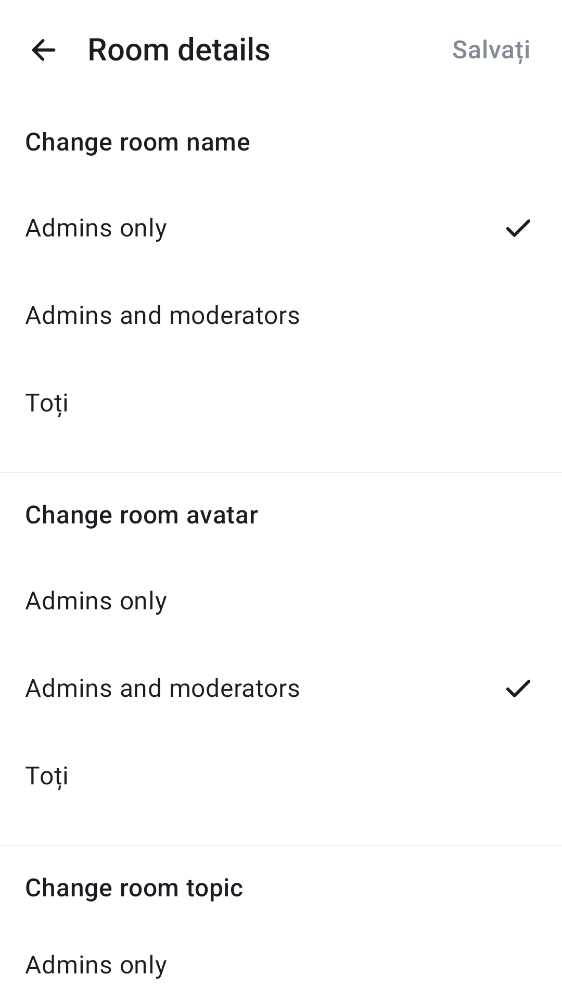 Room details
Salvați
Change room name
Admins only
Admins and moderators
Toți
Change room avatar
Admins only
Admins and moderators
Toți
Change room topic
Admins only